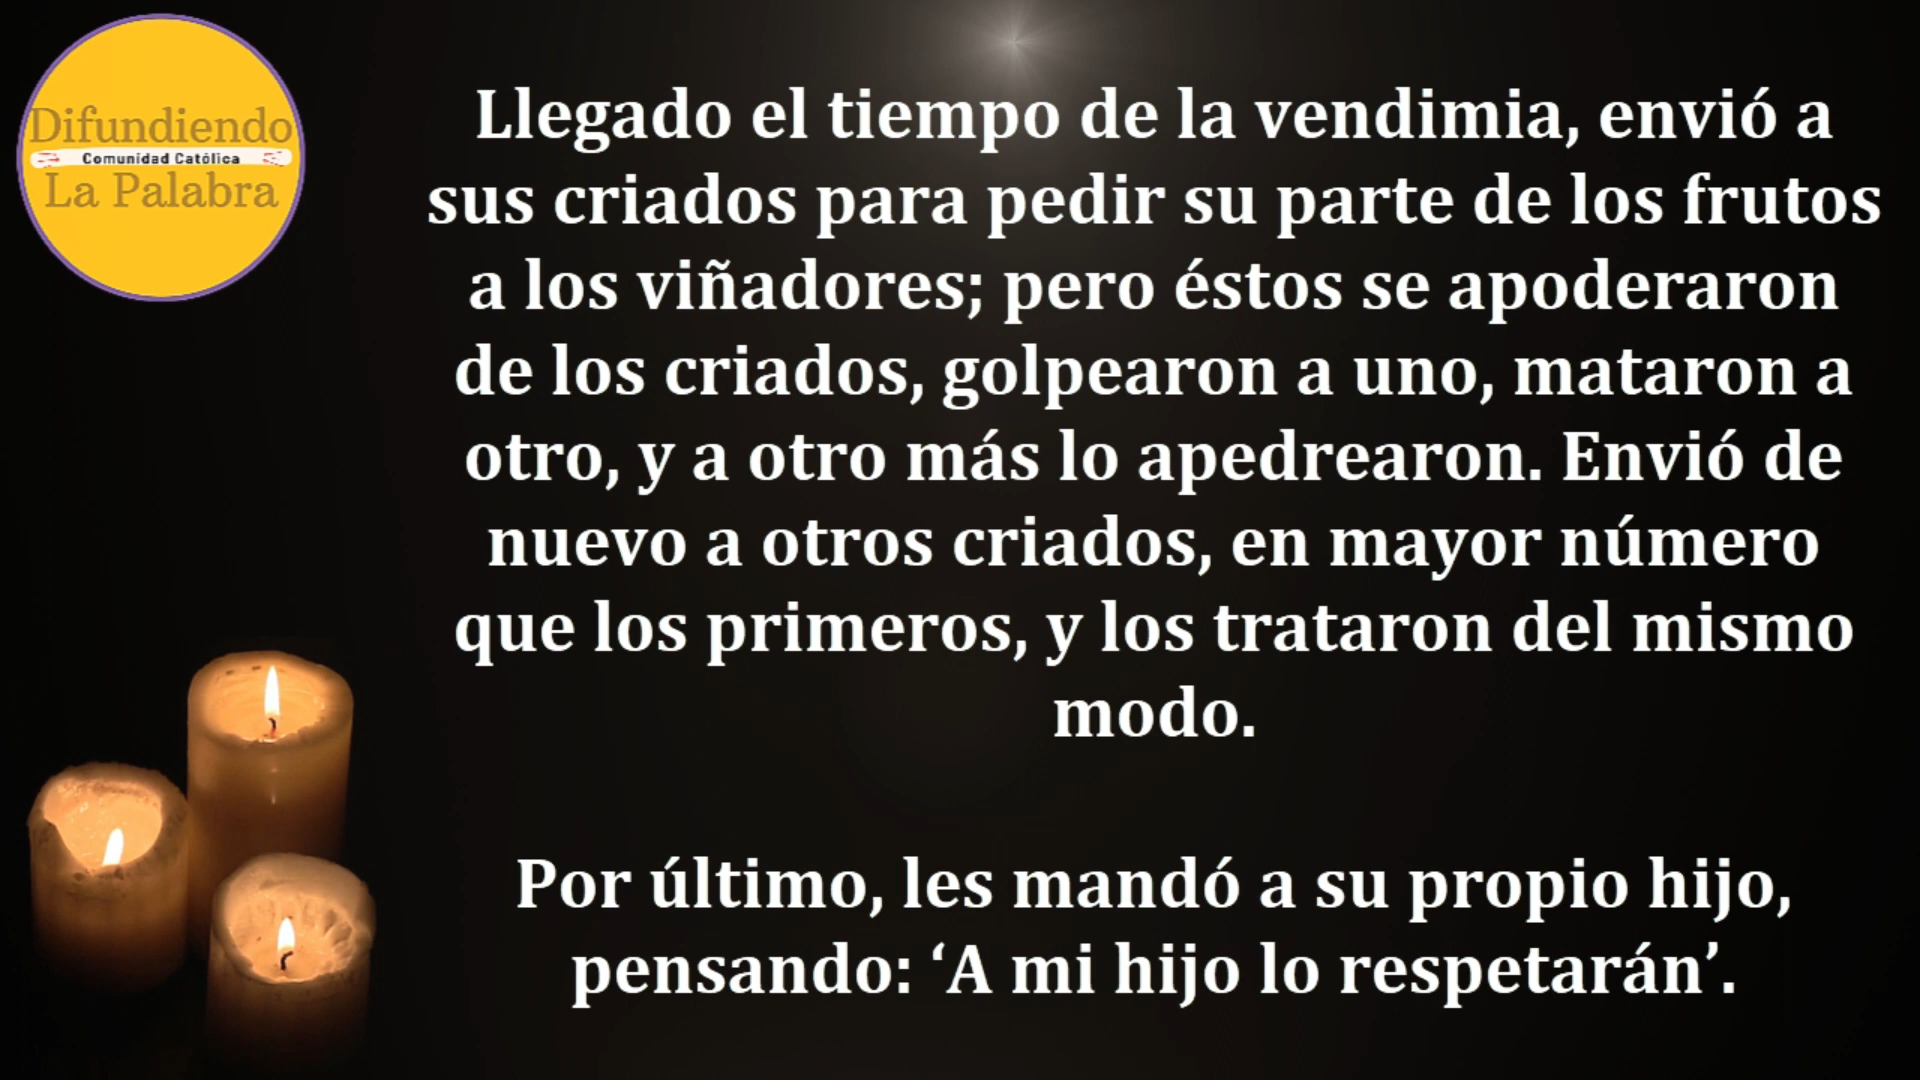 Difundiendo
Comunidad Católica
La Palabra
Llegado el tiempo de la vendimia, envió a
sus criados para pedir su parte de los frutos
a los viñadores; pero éstos se apoderaron
de los criados, golpearon a uno, mataron a
otro, y a otro más lo apedrearon. Envió de
nuevo a otros criados, en mayor número
que los primeros, y los trataron del mismo
modo.
Por último, les mandó a su propio hijo,
pensando: ‘A mi hijo lo respetarán’.